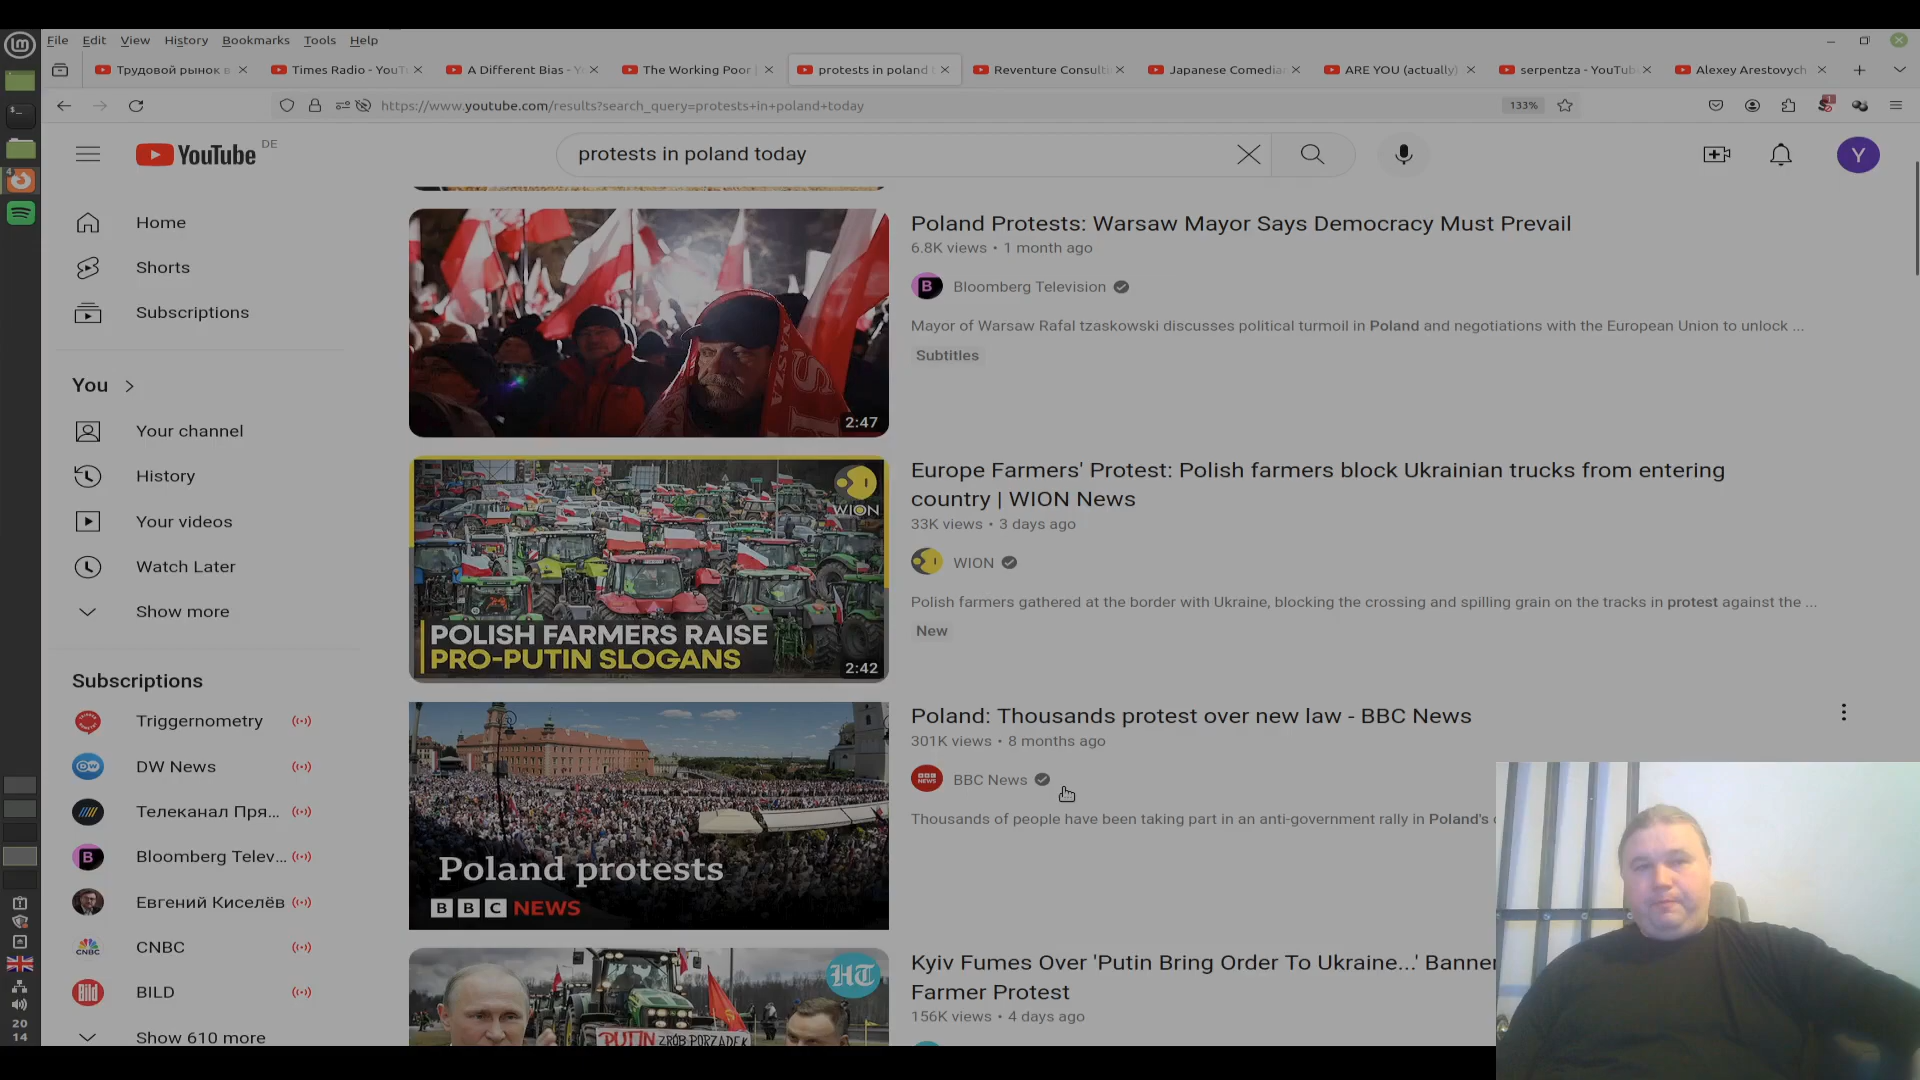 File Edit View History Bookmarks Tools Help
Трудовой рынок в
Times Radio - YouT
A Different Bias - Y
The Working Poor |
protests in poland
Reventure Consulti
Japanese Comedia
ARE YOU (actually)
serpentza - YouTub
Alexey Arestovych
https://www.youtube.com/results?search_query=protests+in+poland+today
133%
1
4
YouTube DE
protests in poland today
Y
Home
Shorts
Subscriptions
You
Your channel
History
Your videos
Watch Later
Show more
Subscriptions
Triggernometry
DW News
Телеканал Пря...
Bloomberg Telev...
Евгений Киселёв
CNBC
BILD
Show 610 more
20
14
2:47
Poland Protests: Warsaw Mayor Says Democracy Must Prevail
6.8K views • 1 month ago
B
Bloomberg Television
Mayor of Warsaw Rafal tzaskowski discusses political turmoil in Poland and negotiations with the European Union to unlock ...
Subtitles
WION
POLISH FARMERS RAISE
PRO-PUTIN SLOGANS
2:42
Europe Farmers' Protest: Polish farmers block Ukrainian trucks from entering
country | WION News
33K views • 3 days ago
WION
Polish farmers gathered at the border with Ukraine, blocking the crossing and spilling grain on the tracks in protest against the ...
New
Poland protests
BBC NEWS
Poland: Thousands protest over new law - BBC News
301K views • 8 months ago
BBC News
Thousands of people have been taking part in an anti-government rally in Poland's
HT
PUTIN ZRÓB PORZĄDEK
Kyiv Fumes Over 'Putin Bring Order To Ukraine...' Banner
Farmer Protest
156K views • 4 days ago